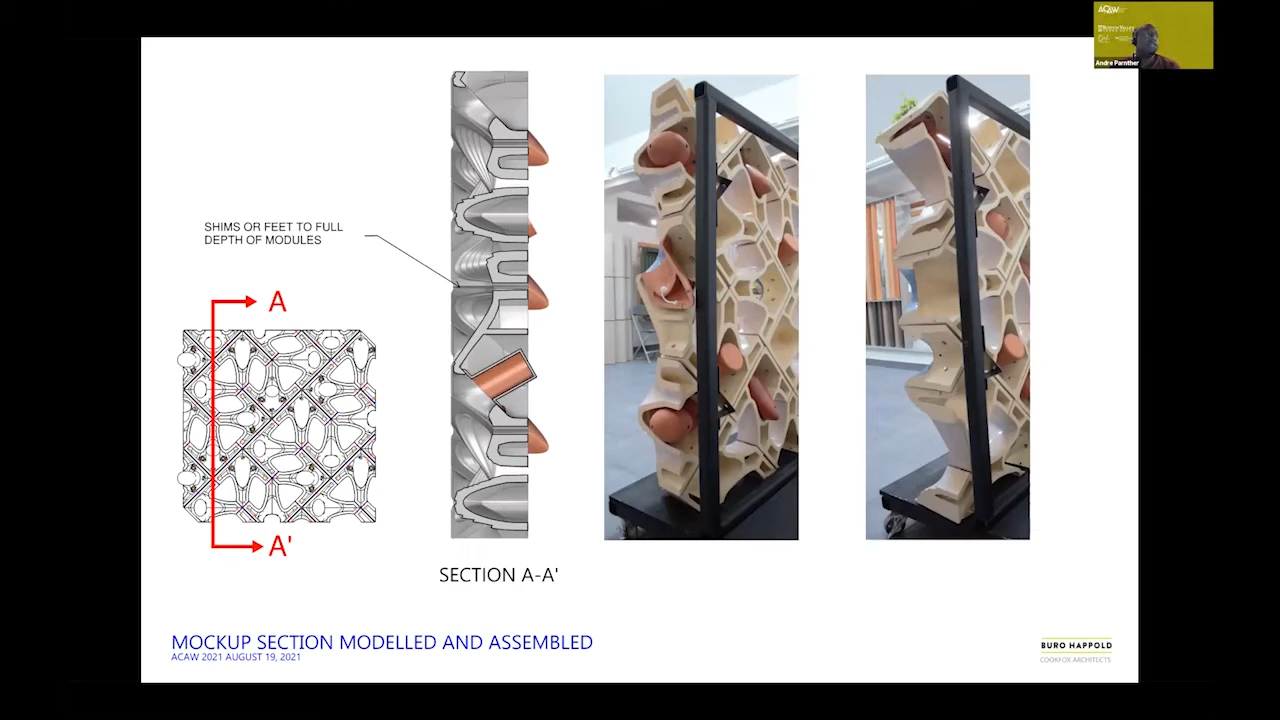 ACAW
Andre Parnther
SHIMS OR FEET TO FULL
DEPTH OF MODULES
A
A'
SECTION A-A'
MOCKUP SECTION MODELLED AND ASSEMBLED
ACAW 2021 AUGUST 19, 2021
BURO HAPPOLD
COOKFOX ARCHITECTS